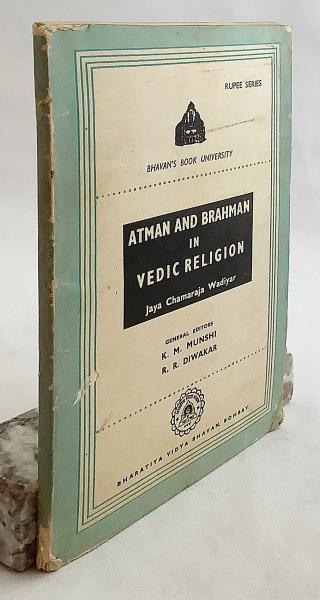 RUPEE SERIES
BHAVAN'S BOOK UNIVERSITY
ATMAN AND BRAHMAN
IN
VEDIC RELIGION
Jaya Chamaraja Wadiyar
GENERAL EDITORS
K. M. MUNSHI
R. R. DIWAKAR
BHARATIYA VIDYA BHAVAN, BOMBAY